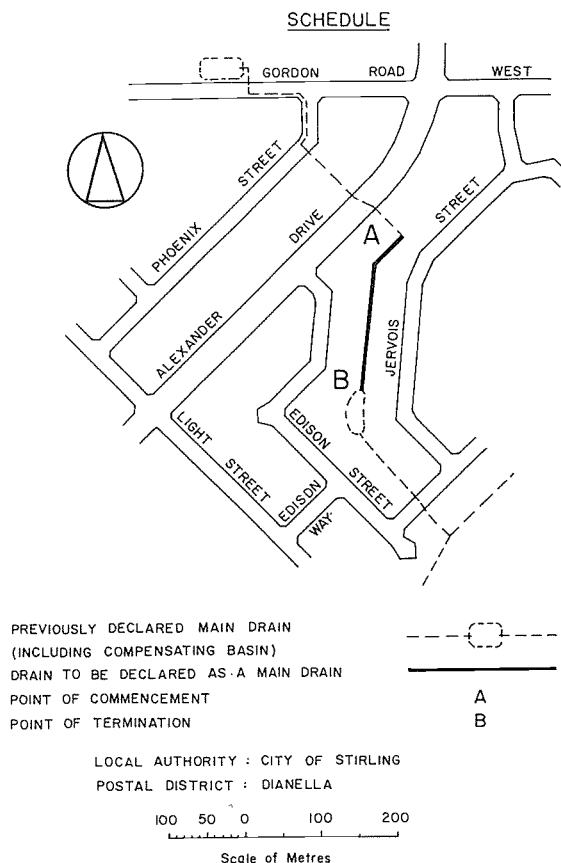 SCHEDULE
GORDON ROAD WEST
PHOENIX STREET
ALEXANDER DRIVE
A
JERVOIS STREET
B
LIGHT STREET
EDISON STREET
EDISON WAY
PREVIOUSLY DECLARED MAIN DRAIN
(INCLUDING COMPENSATING BASIN)
DRAIN TO BE DECLARED AS A MAIN DRAIN
POINT OF COMMENCEMENT A
POINT OF TERMINATION B
LOCAL AUTHORITY : CITY OF STIRLING
POSTAL DISTRICT : DIANELLA
100 50 0 100 200
Scale of Metres